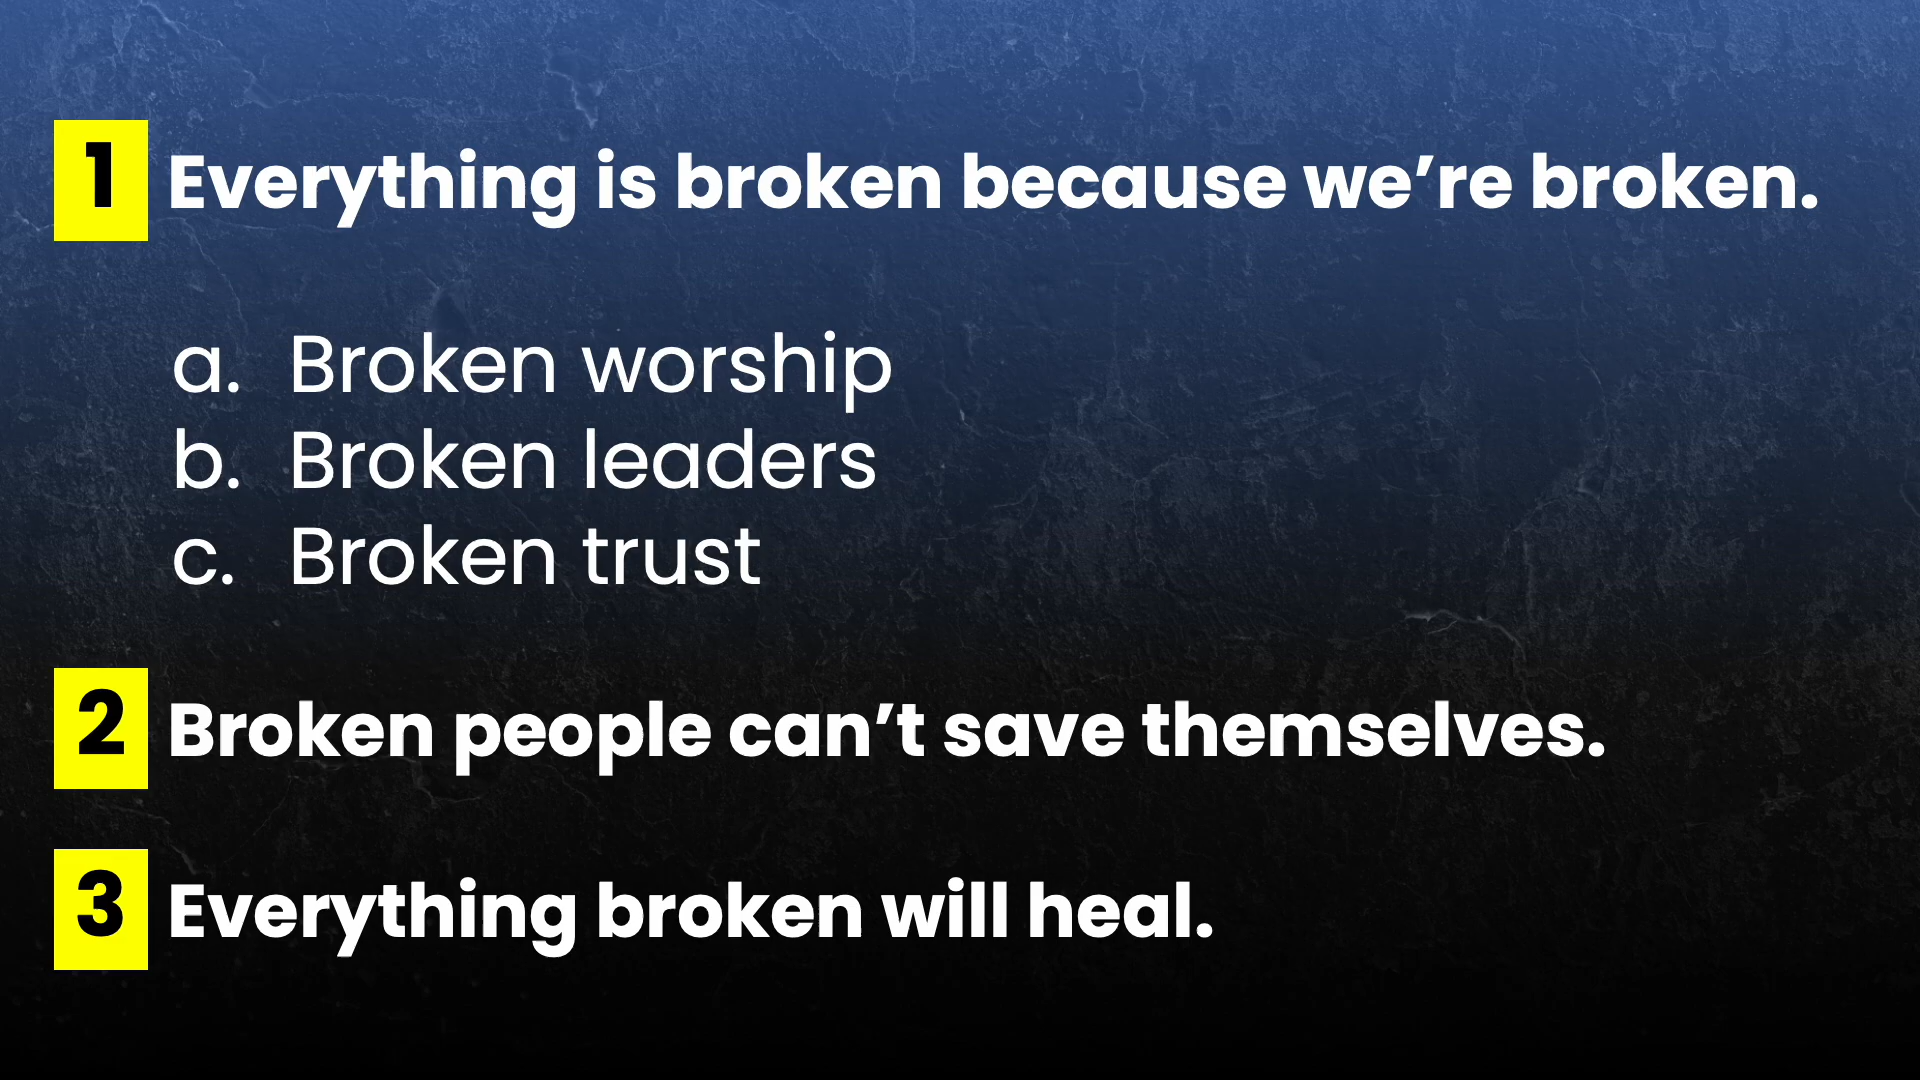 1 Everything is broken because we’re broken.
a. Broken worship
b. Broken leaders
c. Broken trust
2 Broken people can’t save themselves.
3 Everything broken will heal.